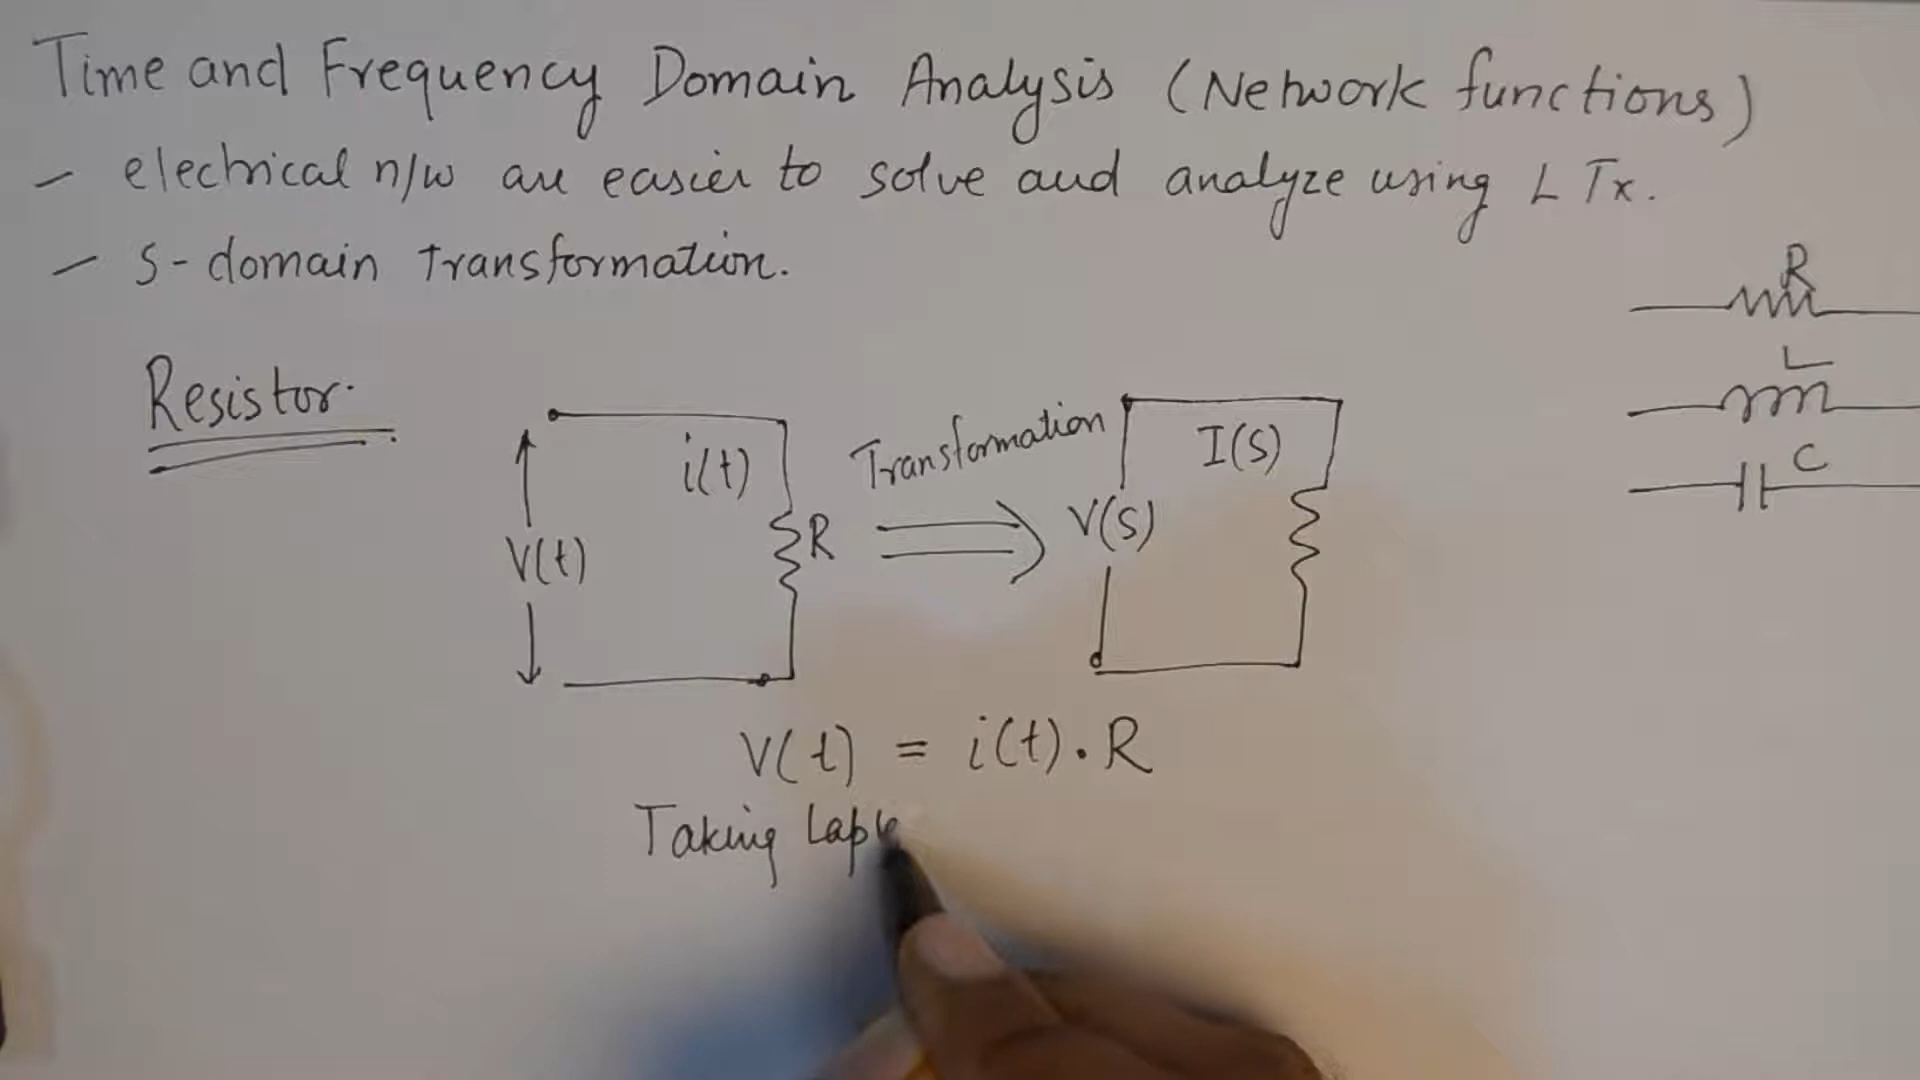 Time and Frequency Domain Analysis (Network functions)
- electrical n/w are easier to solve and analyze using L Tx.
- S-domain transformation.
R
L
C
Resistor.
i(t)
R
V(t)
Transformation
I(S)
V(S)
V(t) = i(t).R
Taking Lapl